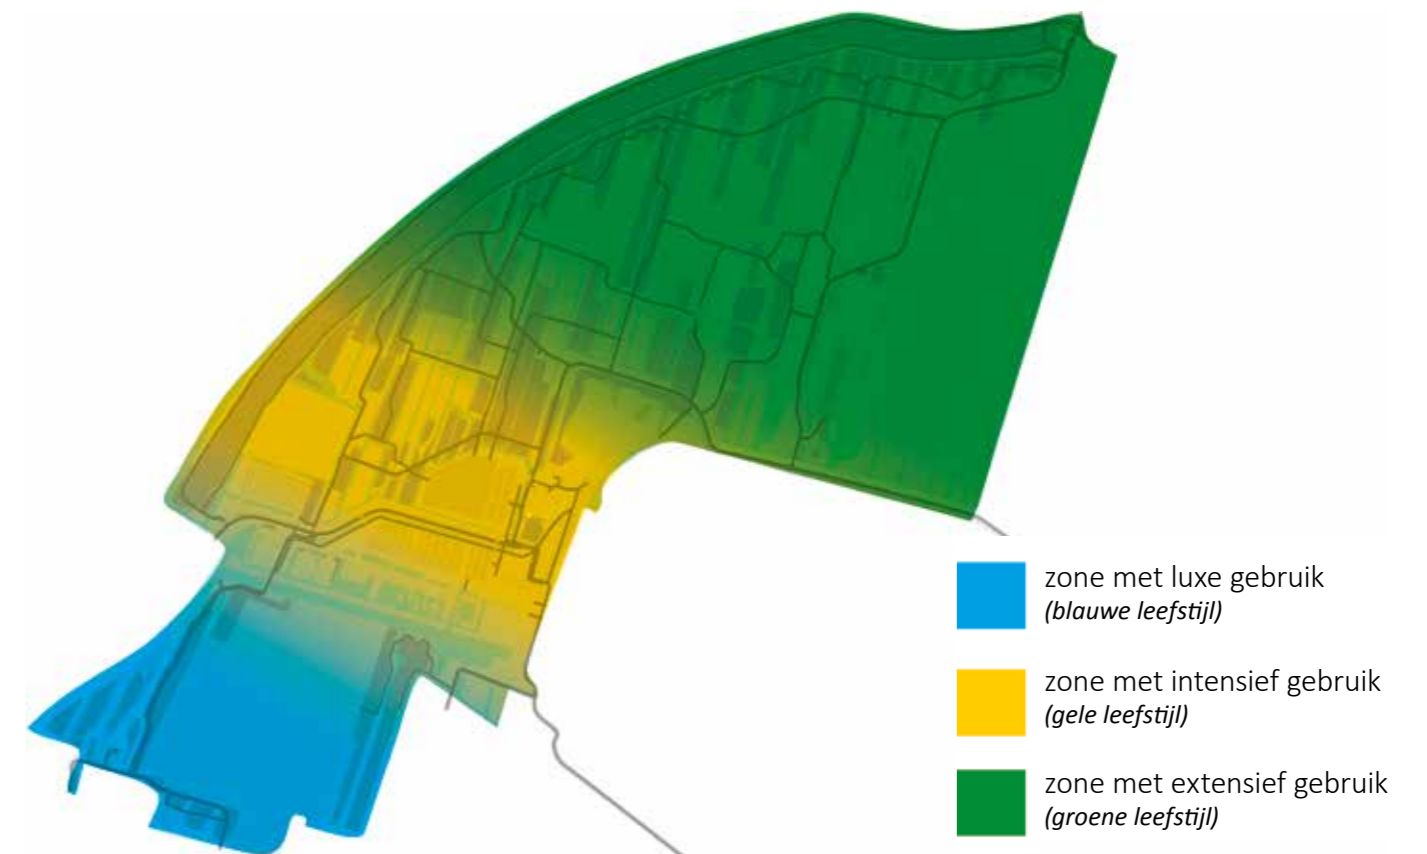 zone met luxe gebruik
(blauwe leefstijl)
zone met intensief gebruik
(gele leefstijl)
zone met extensief gebruik
(groene leefstijl)